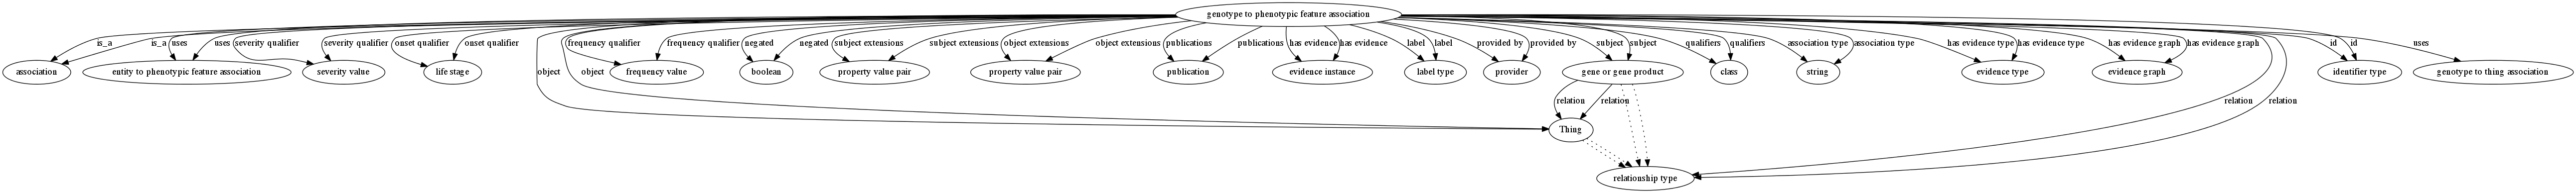 genotype to phenotypic feature association
is_a
is_a
uses
uses
severity qualifier
severity qualifier
onset qualifier
onset qualifier
frequency qualifier
frequency qualifier
negated
negated
subject extensions
subject extensions
object extensions
object extensions
publications
publications
has evidence
has evidence
label
label
provided by
provided by
subject
subject
qualifiers
qualifiers
association type
association type
has evidence type
has evidence type
has evidence graph
has evidence graph
id
id
uses
association
entity to phenotypic feature association
severity value
life stage
object
object
frequency value
boolean
property value pair
property value pair
publication
evidence instance
label type
provider
gene or gene product
class
string
evidence type
evidence graph
identifier type
genotype to thing association
relation
relation
relation
relation
Thing
relationship type